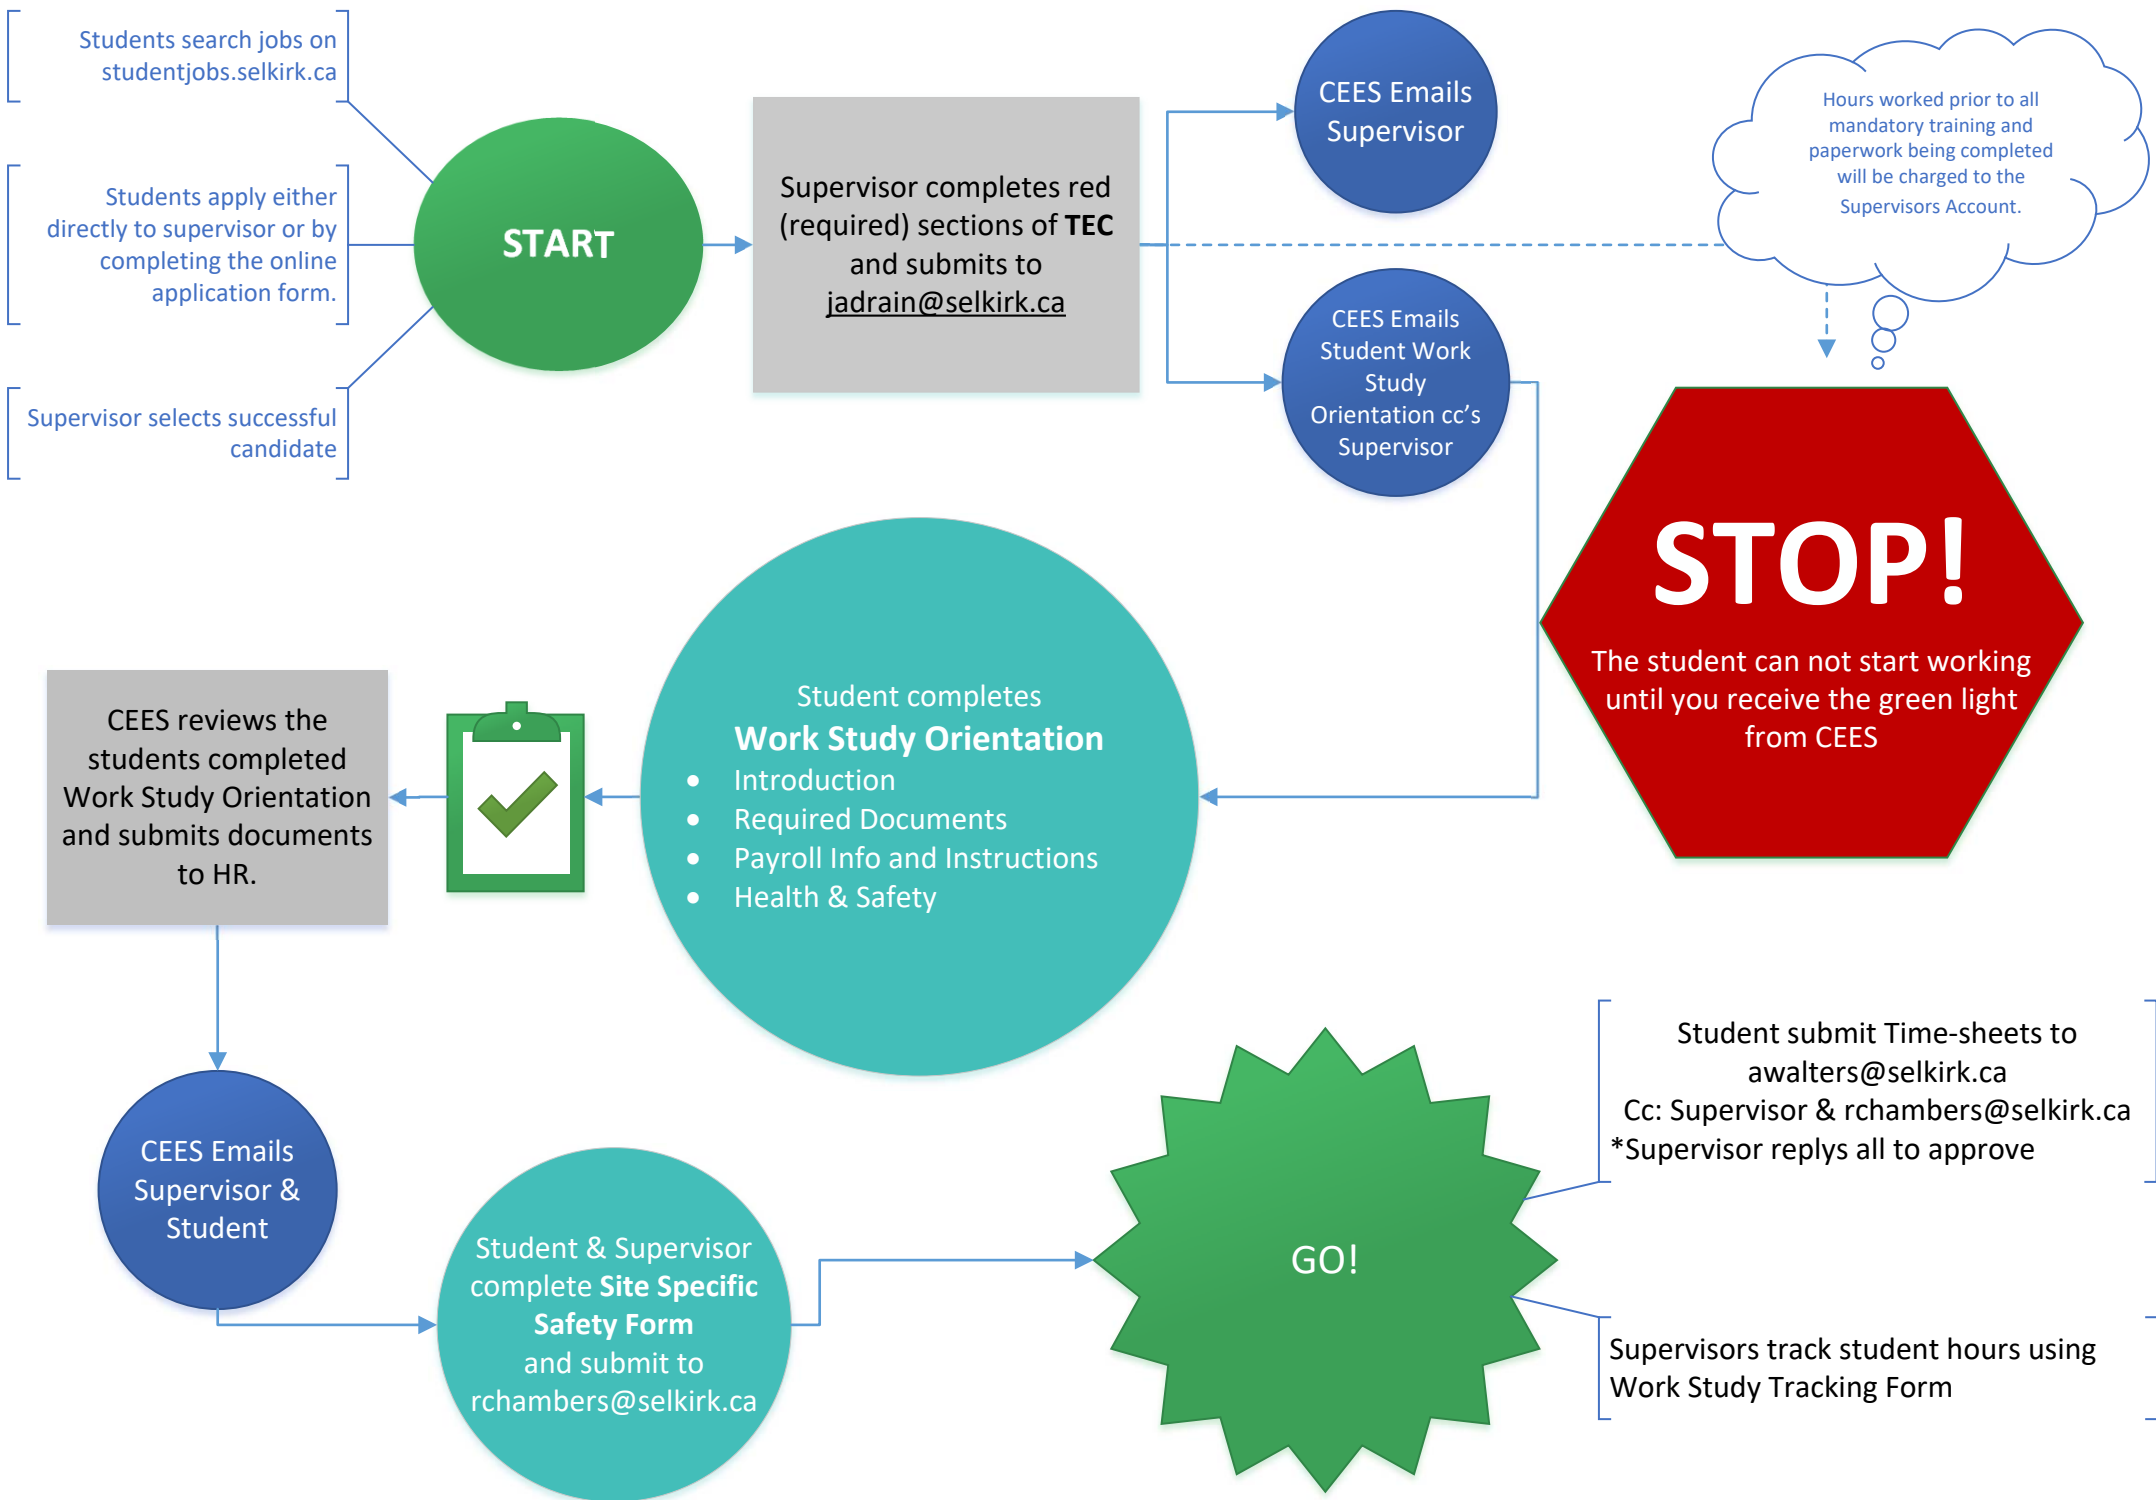 Students search jobs on
studentjobs.selkirk.ca
Students apply either
directly to supervisor or by
completing the online
application form.
Supervisor selects successful
candidate
START
Supervisor completes red
(required) sections of TEC
and submits to
jadrain@selkirk.ca
CEES Emails
Supervisor
CEES Emails
Student Work
Study
Orientation cc's
Supervisor
Hours worked prior to all
mandatory training and
paperwork being completed
will be charged to the
Supervisors Account.
STOP!
The student can not start working
until you receive the green light
from CEES
Student completes
Work Study Orientation
• Introduction
• Required Documents
• Payroll Info and Instructions
• Health & Safety
CEES reviews the
students completed
Work Study Orientation
and submits documents
to HR.
CEES Emails
Supervisor &
Student
Student & Supervisor
complete Site Specific
Safety Form
and submit to
rchambers@selkirk.ca
GO!
Student submit Time-sheets to
awalters@selkirk.ca
Cc: Supervisor & rchambers@selkirk.ca
*Supervisor replys all to approve
Supervisors track student hours using
Work Study Tracking Form